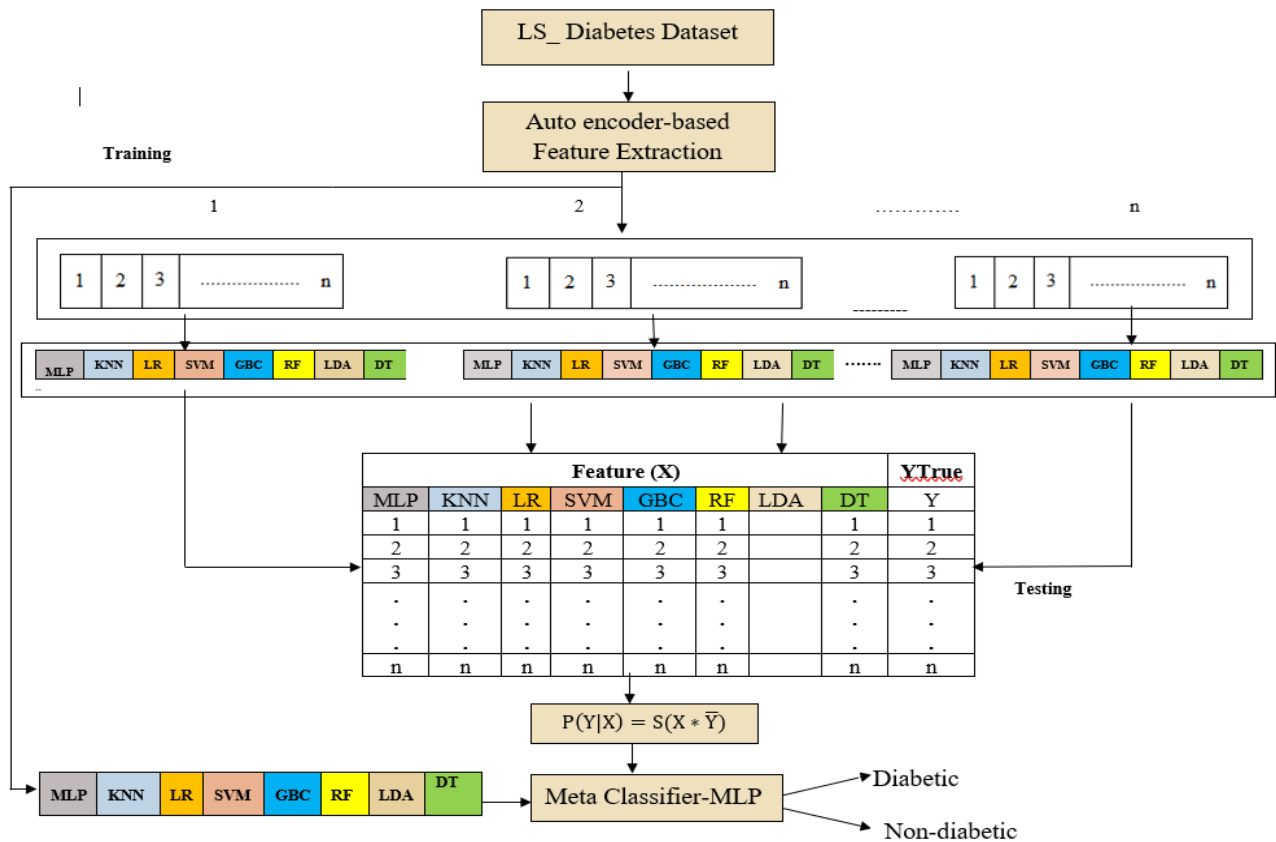 LS_ Diabetes Dataset
Auto encoder-based
Feature Extraction
Training
1 2 ............ n
1 2 3 ................... n 1 2 3 ................... n 1 2 3 ................... n
---------
MLP KNN LR SVM GBC RF LDA DT MLP KNN LR SVM GBC RF LDA DT ....... MLP KNN LR SVM GBC RF LDA DT
..
Feature (X) YTrue
MLP KNN LR SVM GBC RF LDA DT Y
1 1 1 1 1 1 1 1
2 2 2 2 2 2 2 2
3 3 3 3 3 3 3 3
. . . . . . . .
. . . . . . . .
. . . . . . . .
n n n n n n n n
Testing
P(Y|X) = S(X ∗ Y̅)
MLP KNN LR SVM GBC RF LDA DT
Meta Classifier-MLP
Diabetic
Non-diabetic